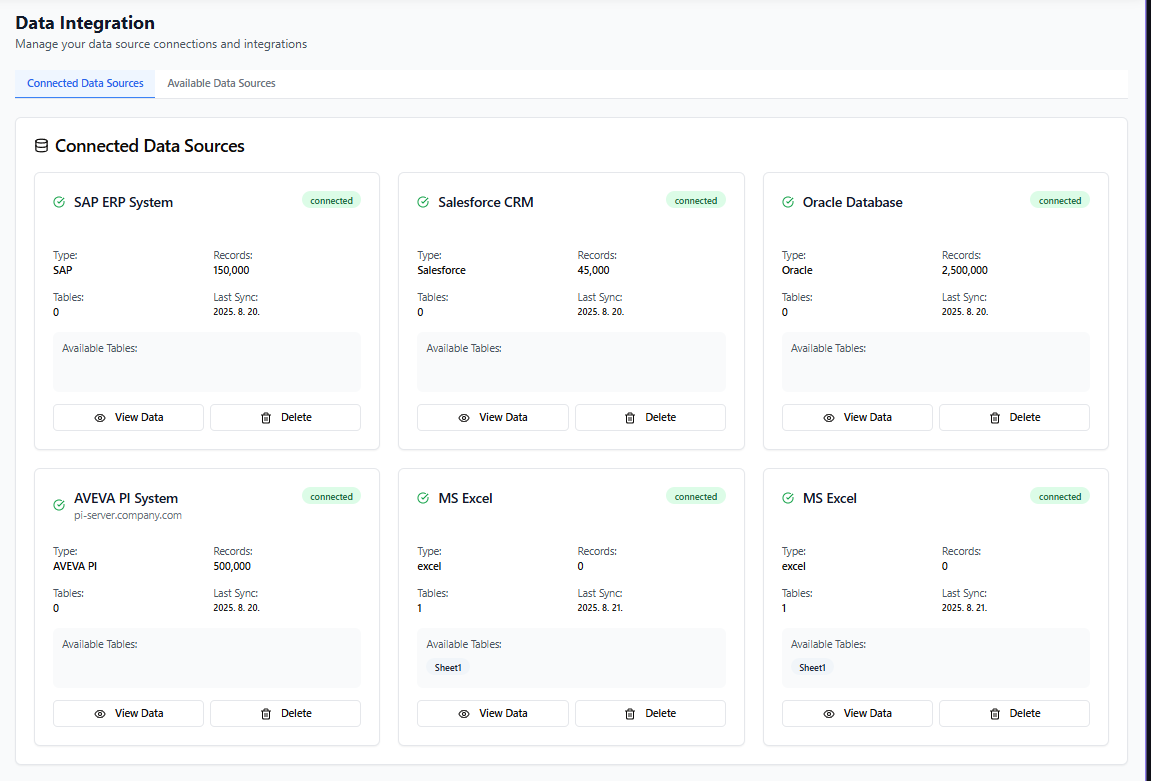 Data Integration
Manage your data source connections and integrations
Connected Data Sources Available Data Sources
Connected Data Sources
SAP ERP System connected
Type: Records:
SAP 150,000
Tables: Last Sync:
0 2025. 8. 20.
Available Tables:
View Data Delete
Salesforce CRM connected
Type: Records:
Salesforce 45,000
Tables: Last Sync:
0 2025. 8. 20.
Available Tables:
View Data Delete
Oracle Database connected
Type: Records:
Oracle 2,500,000
Tables: Last Sync:
0 2025. 8. 20.
Available Tables:
View Data Delete
AVEVA PI System connected
pi-server.company.com
Type: Records:
AVEVA PI 500,000
Tables: Last Sync:
0 2025. 8. 20.
Available Tables:
View Data Delete
MS Excel connected
Type: Records:
excel 0
Tables: Last Sync:
1 2025. 8. 21.
Available Tables:
Sheet1
View Data Delete
MS Excel connected
Type: Records:
excel 0
Tables: Last Sync:
1 2025. 8. 21.
Available Tables:
Sheet1
View Data Delete